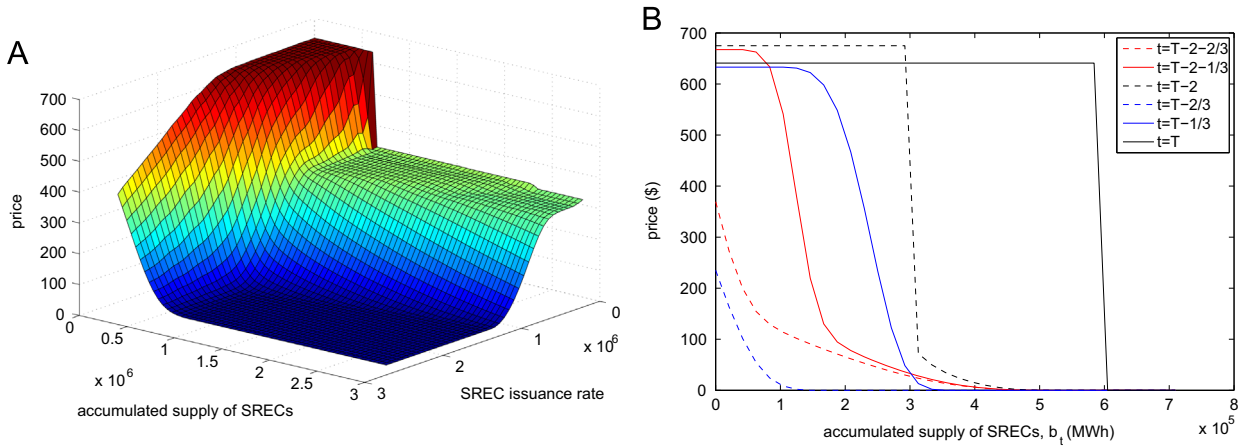 A
700
600
500
400
300
200
100
0
price
0
0.5
1
1.5
2
2.5
3
x 10^6
accumulated supply of SRECs
0
1
2
3
x 10^6
SREC issuance rate
B
700
600
500
400
300
200
100
0
price ($)
t=T−2−2/3
t=T−2−1/3
t=T−2
t=T−2/3
t=T−1/3
t=T
0 1 2 3 4 5 6 7 8
x 10^5
accumulated supply of SRECs, b_t (MWh)